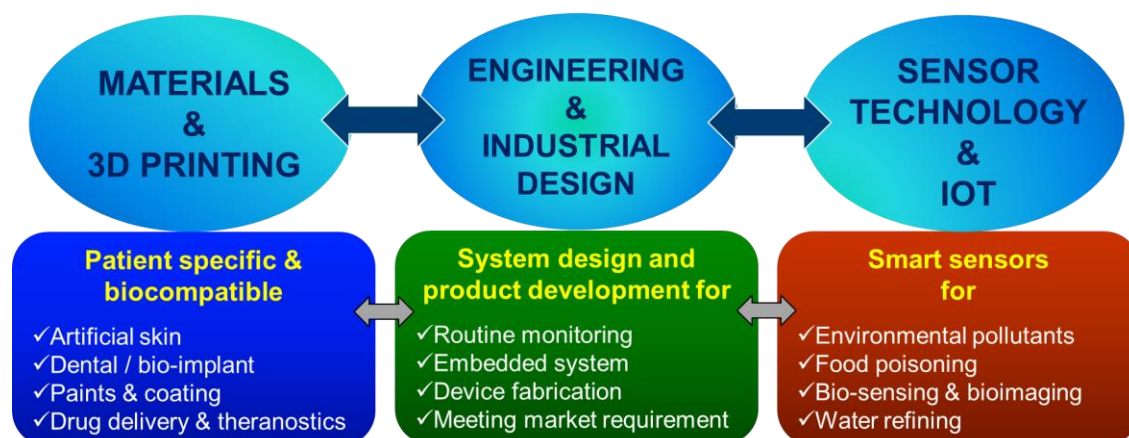 MATERIALS
&
3D PRINTING
ENGINEERING
&
INDUSTRIAL
DESIGN
SENSOR
TECHNOLOGY
&
IOT
Patient specific &
biocompatible
✓Artificial skin
✓Dental / bio-implant
✓Paints & coating
✓Drug delivery & theranostics
System design and
product development for
✓Routine monitoring
✓Embedded system
✓Device fabrication
✓Meeting market requirement
Smart sensors
for
✓Environmental pollutants
✓Food poisoning
✓Bio-sensing & bioimaging
✓Water refining